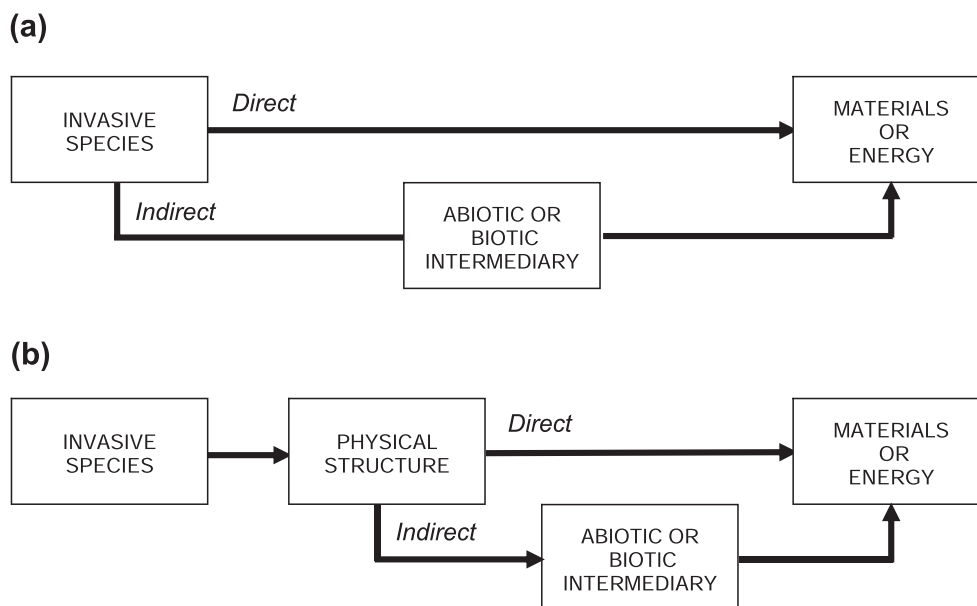 (a)
INVASIVE
SPECIES
Direct
MATERIALS
OR
ENERGY
Indirect
ABIOTIC OR
BIOTIC
INTERMEDIARY
(b)
INVASIVE
SPECIES
PHYSICAL
STRUCTURE
Direct
MATERIALS
OR
ENERGY
Indirect
ABIOTIC OR
BIOTIC
INTERMEDIARY